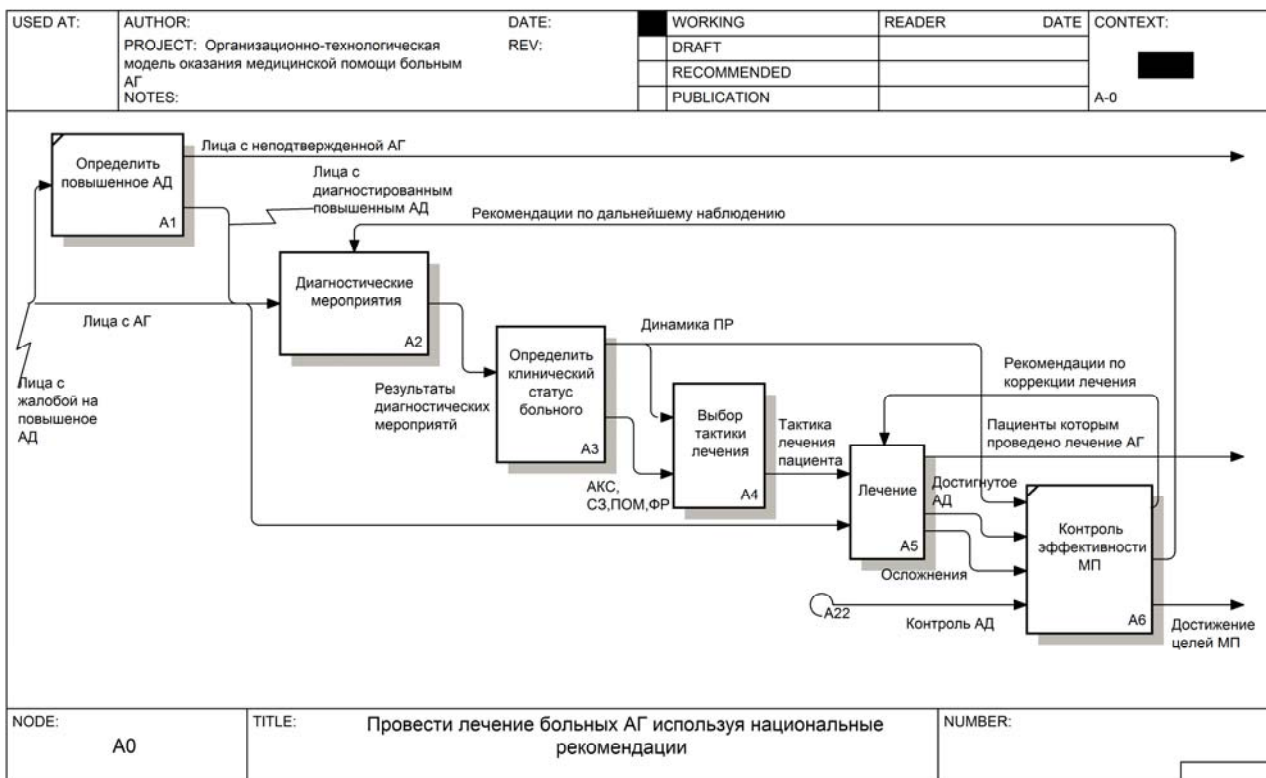 USED AT:
AUTHOR:
DATE:
PROJECT: Организационно-технологическая
REV:
модель оказания медицинской помощи больным
АГ
NOTES:
WORKING
DRAFT
RECOMMENDED
PUBLICATION
READER
DATE
CONTEXT:
A-0
Определить
повышенное АД
A1
Лица с неподтвержденной АГ
Лица с
диагностированным
повышенным АД
Рекомендации по дальнейшему наблюдению
Диагностические
мероприятия
A2
Лица с АГ
Лица с
жалобой на
повышеное
АД
Результаты
диагностических
мероприятй
Определить
клинический
статус
больного
A3
Динамика ПР
АКС,
СЗ,ПОМ,ФР
Выбор
тактики
лечения
A4
Тактика
лечения
пациента
Рекомендации по
коррекции лечения
Пациенты которым
проведено лечение АГ
Лечение
A5
Достигнутое
АД
Осложнения
A22
Контроль АД
Контроль
эффективности
МП
A6
Достижение
целей МП
NODE:
A0
TITLE:
Провести лечение больных АГ используя национальные
рекомендации
NUMBER: